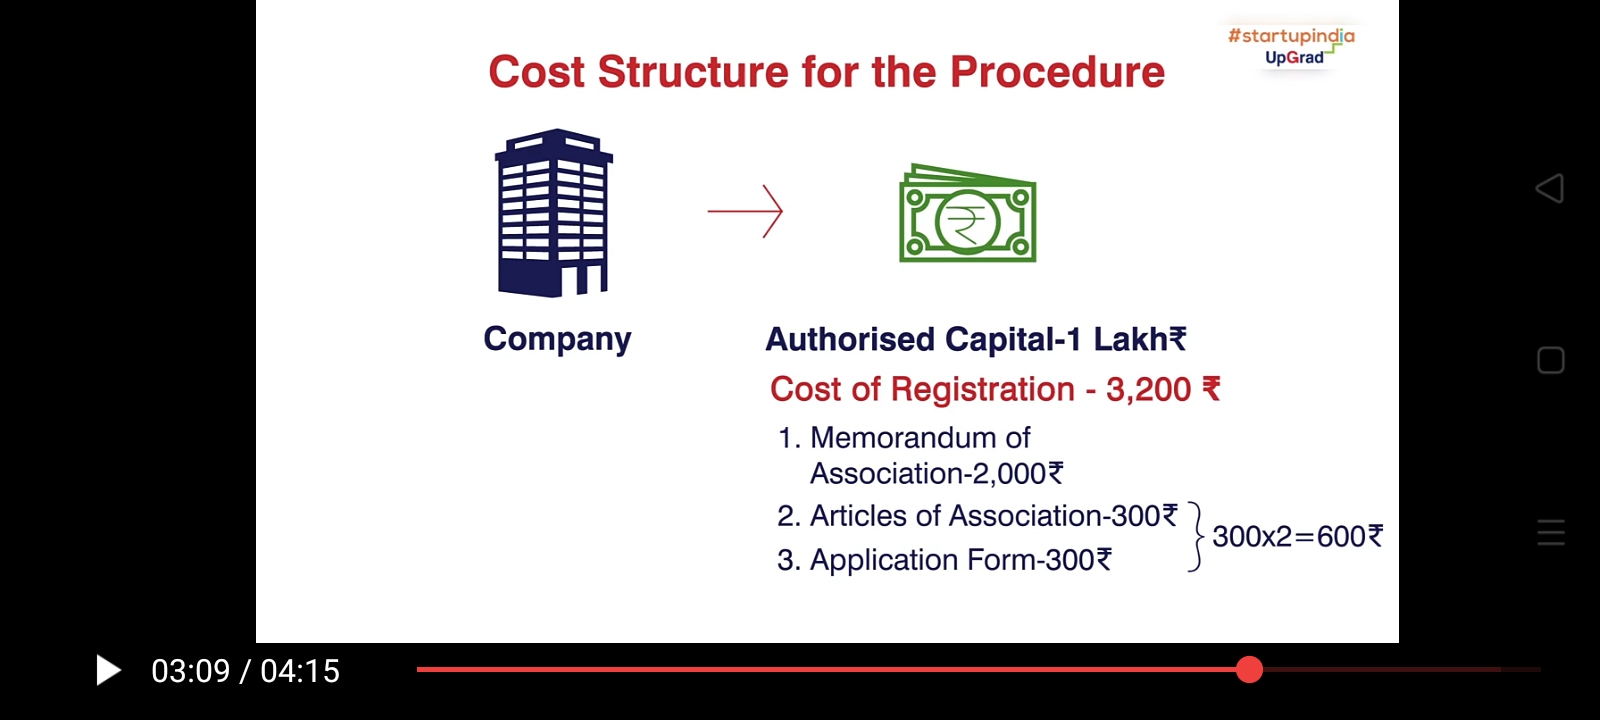 #startupindia
UpGrad
Cost Structure for the Procedure
₹
Company
Authorised Capital-1 Lakh₹
Cost of Registration - 3,200 ₹
1. Memorandum of
Association-2,000₹
2. Articles of Association-300₹
3. Application Form-300₹
300x2=600₹
03:09 / 04:15